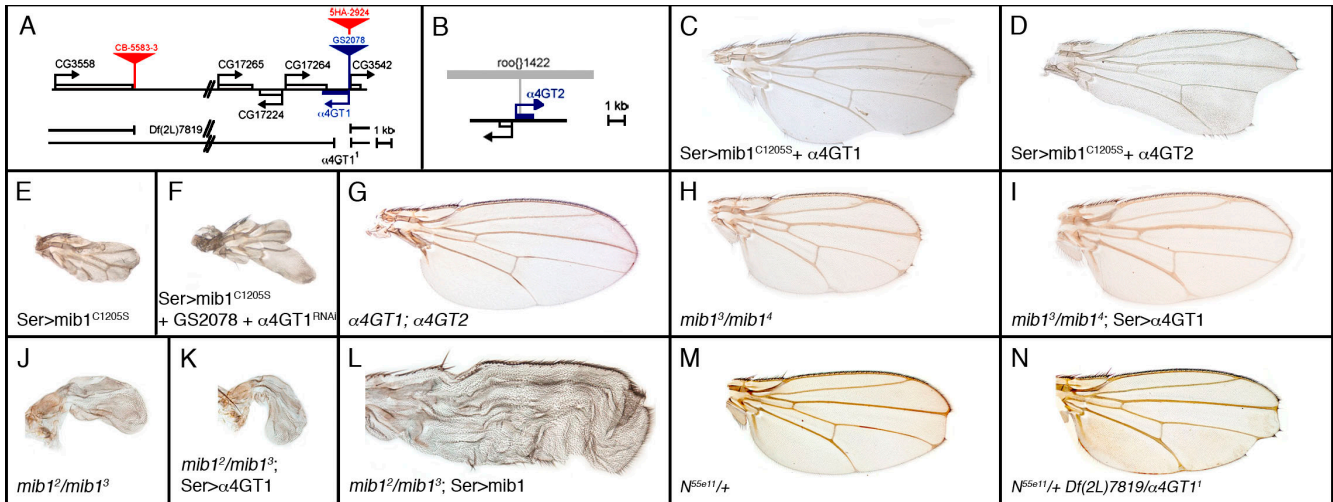 A
5HA-2924
CB-5583-3
GS2078
CG3558
CG17265
CG17264
CG3542
CG17224
α4GT1
Df(2L)7819
1 kb
α4GT1¹
B
roo{}1422
α4GT2
1 kb
C
Ser>mib1ᶜ¹²⁰⁵ˢ+ α4GT1
D
Ser>mib1ᶜ¹²⁰⁵ˢ+ α4GT2
E
Ser>mib1ᶜ¹²⁰⁵ˢ
F
Ser>mib1ᶜ¹²⁰⁵ˢ
+ GS2078 + α4GT1ᴿᴺᴬⁱ
G
α4GT1; α4GT2
H
mib1³/mib1⁴
I
mib1³/mib1⁴; Ser>α4GT1
J
mib1²/mib1³
K
mib1²/mib1³;
Ser>α4GT1
L
mib1²/mib1³; Ser>mib1
M
N⁵⁵ᵉ¹¹/+
N
N⁵⁵ᵉ¹¹/+ Df(2L)7819/α4GT1¹